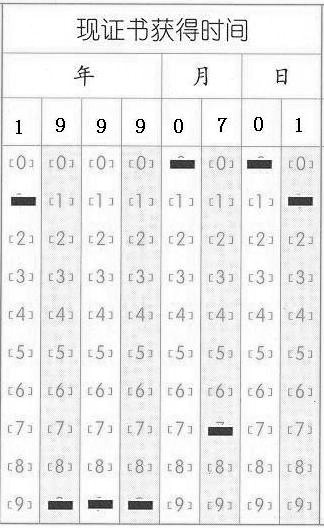 现证书获得时间
年 月 日
1 9 9 9 0 7 0 1
[0] [0] [0] [0] [0] [0]
[1] [1] [1] [1] [1] [1]
[2] [2] [2] [2] [2] [2] [2] [2]
[3] [3] [3] [3] [3] [3] [3] [3]
[4] [4] [4] [4] [4] [4] [4] [4]
[5] [5] [5] [5] [5] [5] [5] [5]
[6] [6] [6] [6] [6] [6] [6] [6]
[7] [7] [7] [7] [7] [7] [7]
[8] [8] [8] [8] [8] [8] [8] [8]
[9] [9] [9] [9] [9]